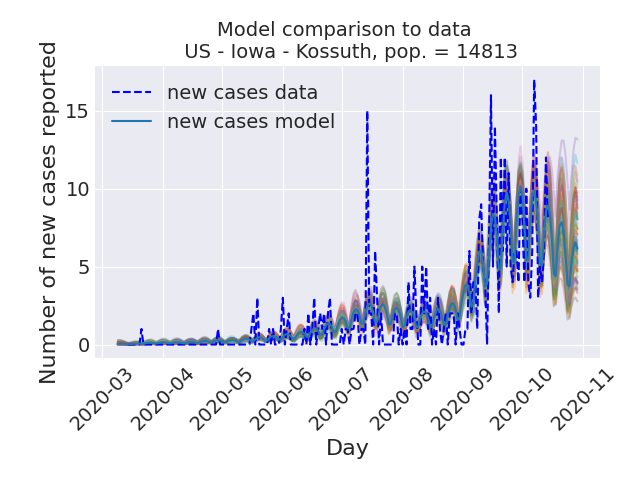 Model comparison to data
US - Iowa - Kossuth, pop. = 14813
new cases data
new cases model
Number of new cases reported
15
10
5
0
2020-03
2020-04
2020-05
2020-06
2020-07
2020-08
2020-09
2020-10
2020-11
Day